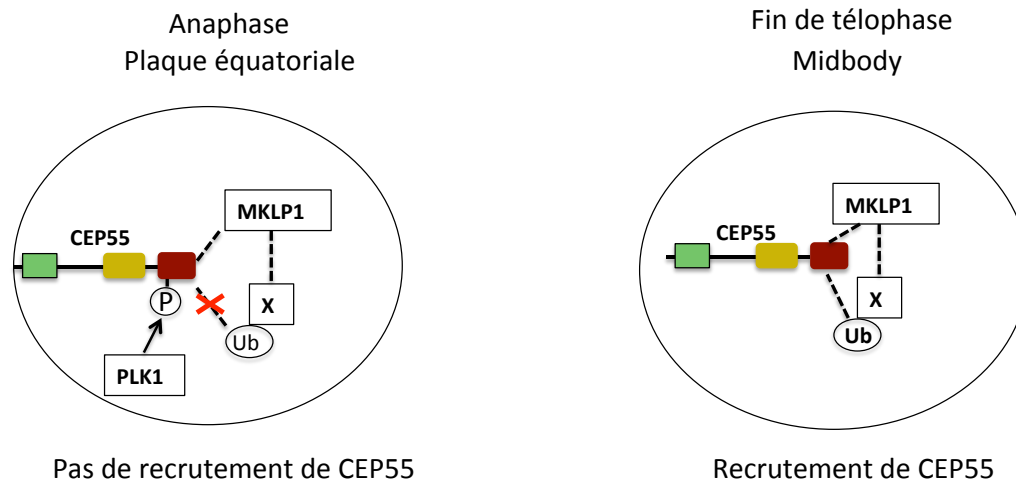 Anaphase
Plaque équatoriale
MKLP1
CEP55
P
X
Ub
PLK1
Pas de recrutement de CEP55
Fin de télophase
Midbody
MKLP1
CEP55
X
Ub
Recrutement de CEP55